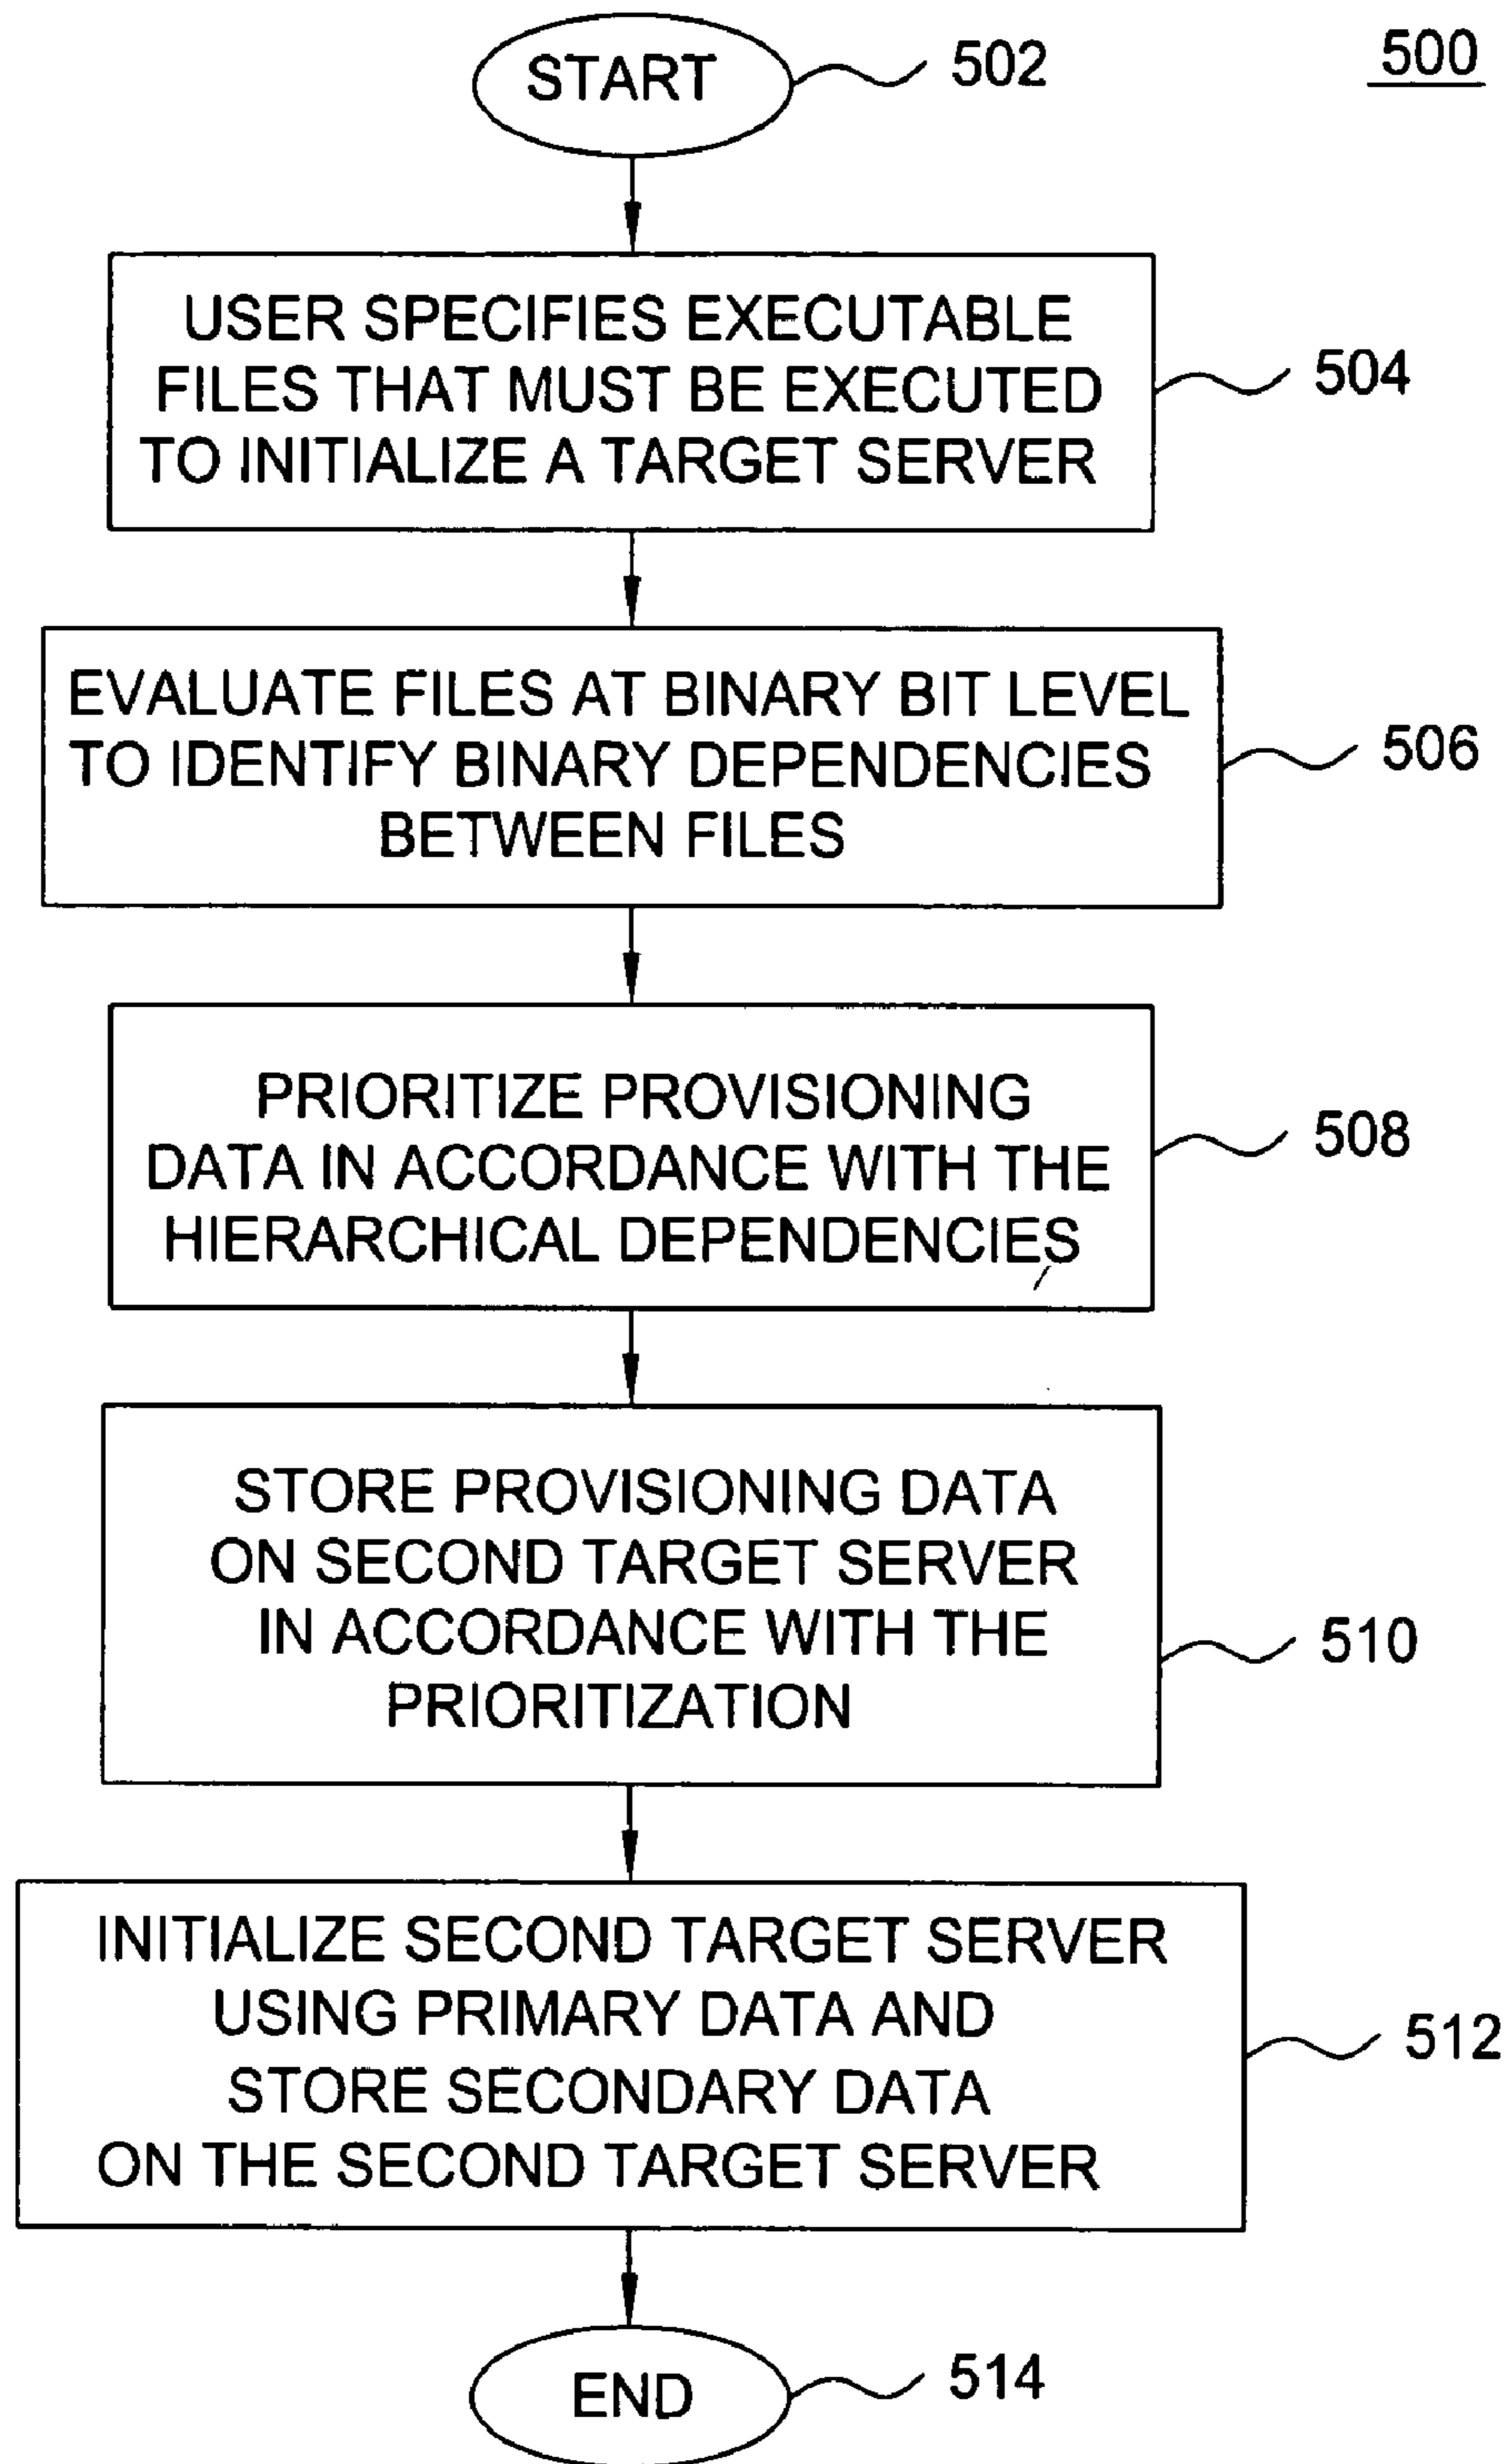 500
START
502
USER SPECIFIES EXECUTABLE
FILES THAT MUST BE EXECUTED
TO INITIALIZE A TARGET SERVER
504
EVALUATE FILES AT BINARY BIT LEVEL
TO IDENTIFY BINARY DEPENDENCIES
BETWEEN FILES
506
PRIORITIZE PROVISIONING
DATA IN ACCORDANCE WITH THE
HIERARCHICAL DEPENDENCIES
508
STORE PROVISIONING DATA
ON SECOND TARGET SERVER
IN ACCORDANCE WITH THE
PRIORITIZATION
510
INITIALIZE SECOND TARGET SERVER
USING PRIMARY DATA AND
STORE SECONDARY DATA
ON THE SECOND TARGET SERVER
512
END
514